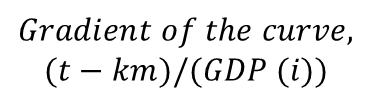 Gradient of the curve,
(t − km)/(GDP (i))